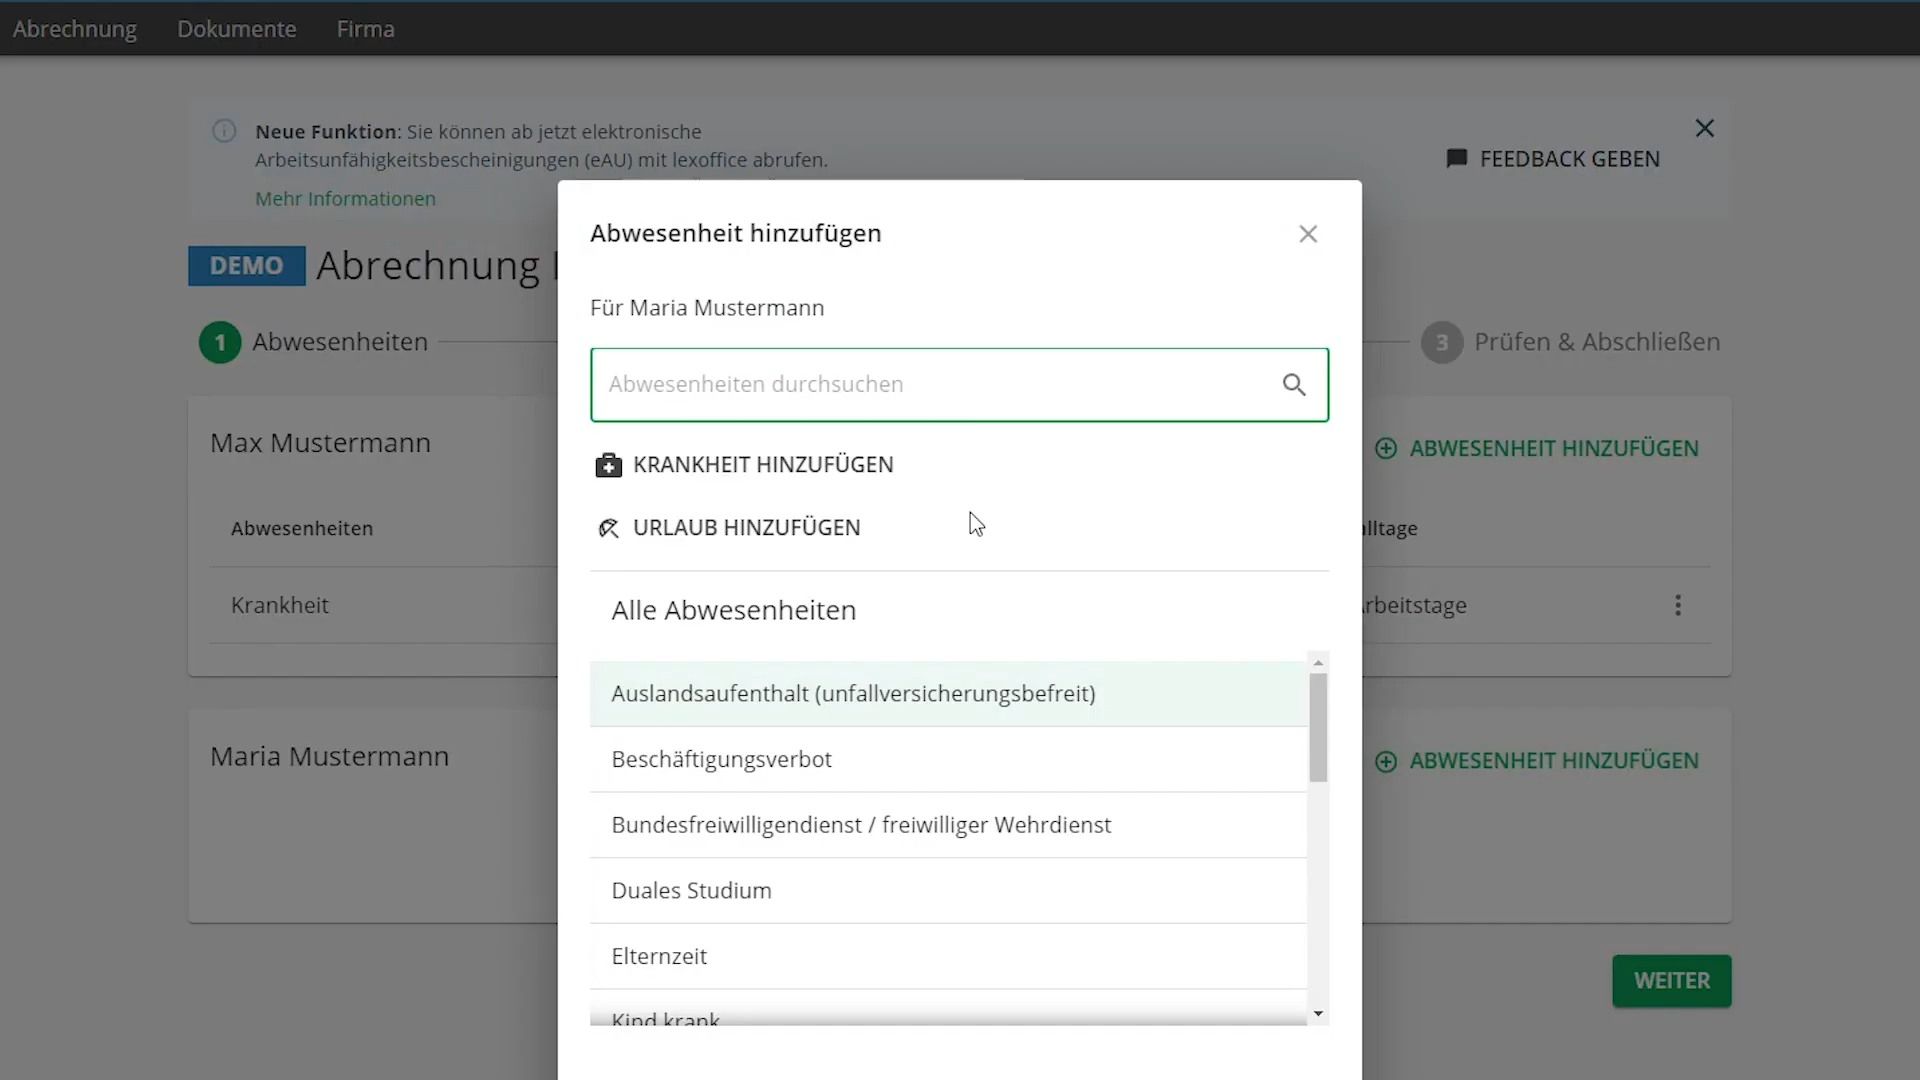 Abrechnung Dokumente Firma
Neue Funktion: Sie können ab jetzt elektronische
Arbeitsunfähigkeitsbescheinigungen (eAU) mit lexoffice abrufen.
Mehr Informationen
FEEDBACK GEBEN
DEMO Abrechnung
1 Abwesenheiten
3 Prüfen & Abschließen
Max Mustermann
ABWESENHEIT HINZUFÜGEN
Abwesenheiten
lltage
Krankheit
rbeitstage
Maria Mustermann
ABWESENHEIT HINZUFÜGEN
WEITER
Abwesenheit hinzufügen
Für Maria Mustermann
Abwesenheiten durchsuchen
KRANKHEIT HINZUFÜGEN
URLAUB HINZUFÜGEN
Alle Abwesenheiten
Auslandsaufenthalt (unfallversicherungsbefreit)
Beschäftigungsverbot
Bundesfreiwilligendienst / freiwilliger Wehrdienst
Duales Studium
Elternzeit
Kind krank